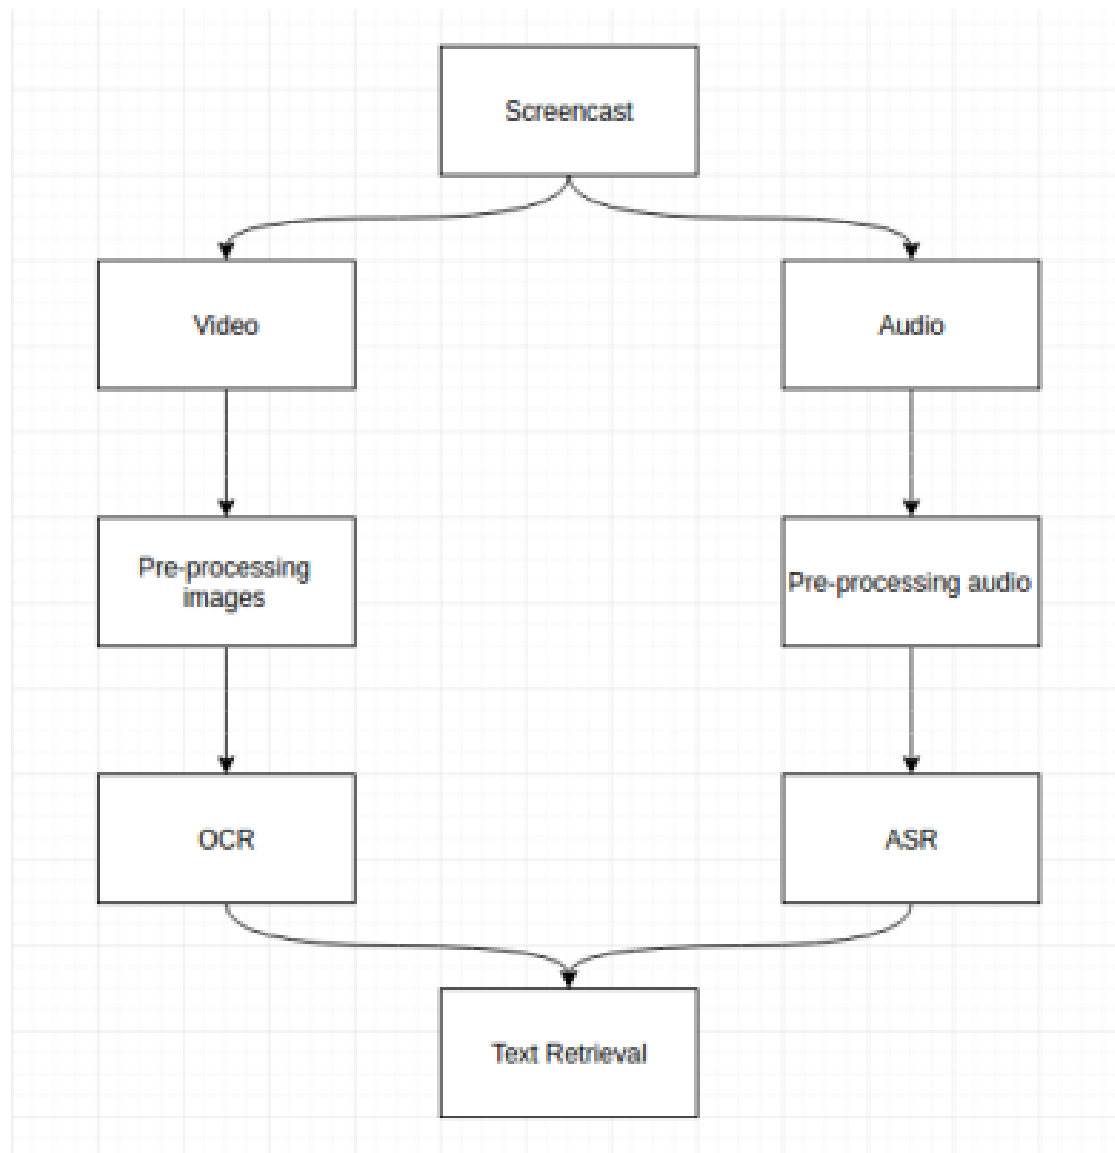 Screencast
Video
Audio
Pre-processing
images
Pre-processing audio
OCR
ASR
Text Retrieval